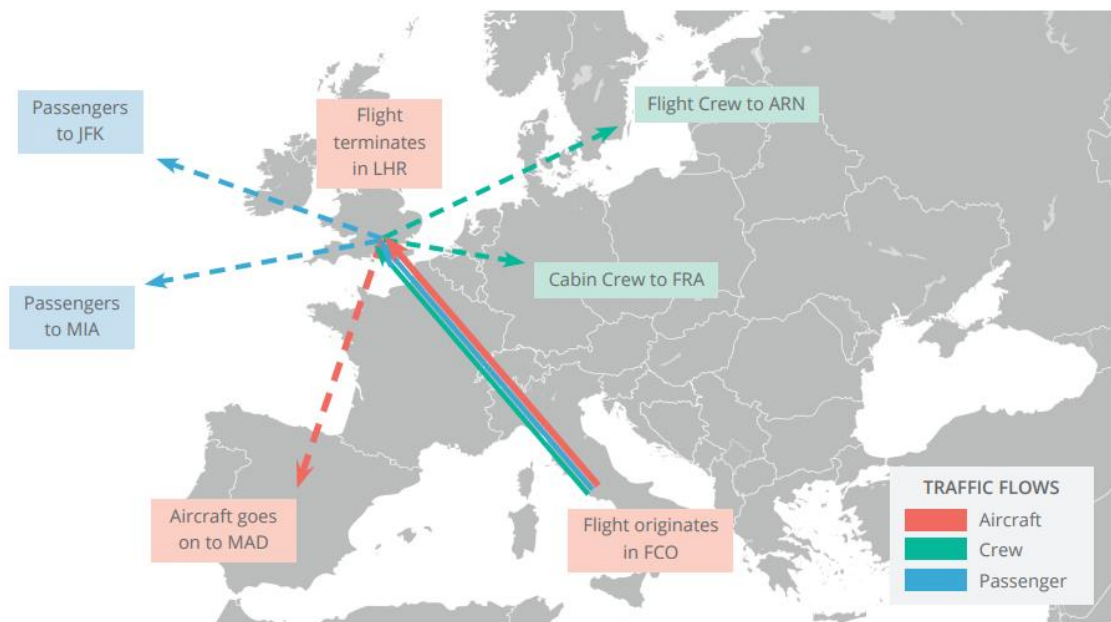 Passengers
to JFK
Flight
terminates
in LHR
Flight Crew to ARN
Passengers
to MIA
Cabin Crew to FRA
Aircraft goes
on to MAD
Flight originates
in FCO
TRAFFIC FLOWS
Aircraft
Crew
Passenger